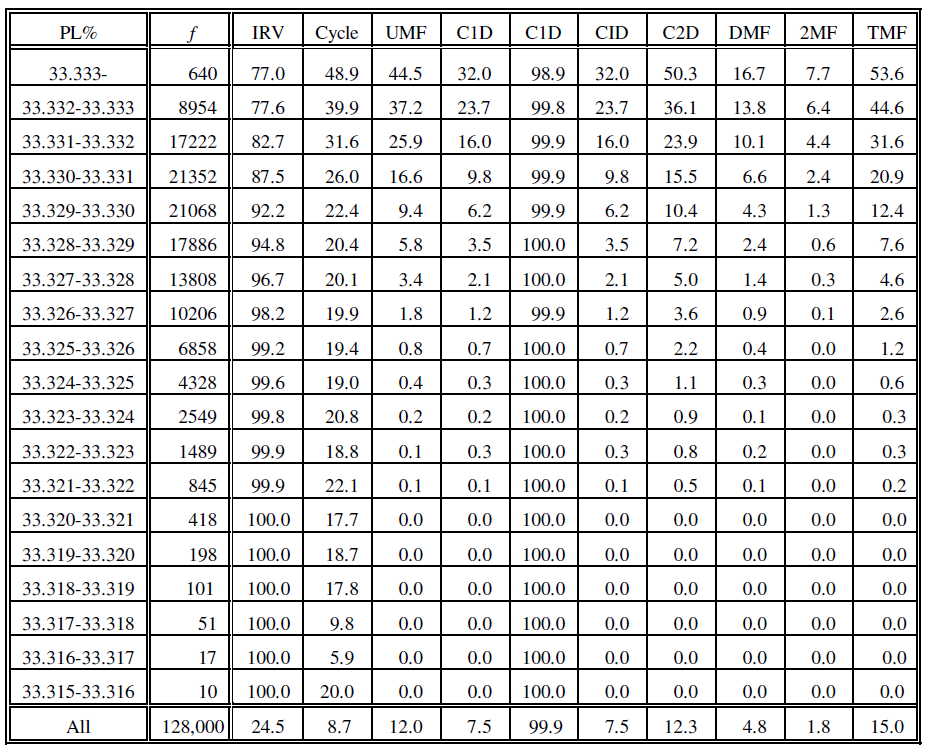 PL% f IRV Cycle UMF C1D C1D CID C2D DMF 2MF TMF
33.333- 640 77.0 48.9 44.5 32.0 98.9 32.0 50.3 16.7 7.7 53.6
33.332-33.333 8954 77.6 39.9 37.2 23.7 99.8 23.7 36.1 13.8 6.4 44.6
33.331-33.332 17222 82.7 31.6 25.9 16.0 99.9 16.0 23.9 10.1 4.4 31.6
33.330-33.331 21352 87.5 26.0 16.6 9.8 99.9 9.8 15.5 6.6 2.4 20.9
33.329-33.330 21068 92.2 22.4 9.4 6.2 99.9 6.2 10.4 4.3 1.3 12.4
33.328-33.329 17886 94.8 20.4 5.8 3.5 100.0 3.5 7.2 2.4 0.6 7.6
33.327-33.328 13808 96.7 20.1 3.4 2.1 100.0 2.1 5.0 1.4 0.3 4.6
33.326-33.327 10206 98.2 19.9 1.8 1.2 99.9 1.2 3.6 0.9 0.1 2.6
33.325-33.326 6858 99.2 19.4 0.8 0.7 100.0 0.7 2.2 0.4 0.0 1.2
33.324-33.325 4328 99.6 19.0 0.4 0.3 100.0 0.3 1.1 0.3 0.0 0.6
33.323-33.324 2549 99.8 20.8 0.2 0.2 100.0 0.2 0.9 0.1 0.0 0.3
33.322-33.323 1489 99.9 18.8 0.1 0.3 100.0 0.3 0.8 0.2 0.0 0.3
33.321-33.322 845 99.9 22.1 0.1 0.1 100.0 0.1 0.5 0.1 0.0 0.2
33.320-33.321 418 100.0 17.7 0.0 0.0 100.0 0.0 0.0 0.0 0.0 0.0
33.319-33.320 198 100.0 18.7 0.0 0.0 100.0 0.0 0.0 0.0 0.0 0.0
33.318-33.319 101 100.0 17.8 0.0 0.0 100.0 0.0 0.0 0.0 0.0 0.0
33.317-33.318 51 100.0 9.8 0.0 0.0 100.0 0.0 0.0 0.0 0.0 0.0
33.316-33.317 17 100.0 5.9 0.0 0.0 100.0 0.0 0.0 0.0 0.0 0.0
33.315-33.316 10 100.0 20.0 0.0 0.0 100.0 0.0 0.0 0.0 0.0 0.0
All 128,000 24.5 8.7 12.0 7.5 99.9 7.5 12.3 4.8 1.8 15.0